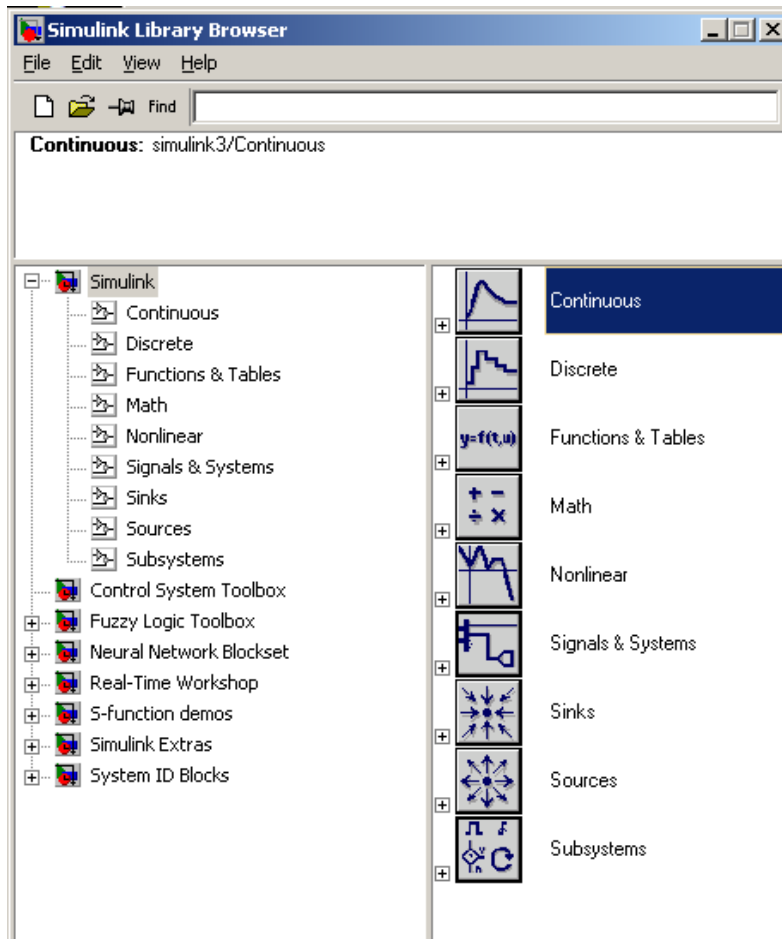 Simulink Library Browser
File Edit View Help
Find
Continuous: simulink3/Continuous
Simulink
Continuous
Discrete
Functions & Tables
Math
Nonlinear
Signals & Systems
Sinks
Sources
Subsystems
Control System Toolbox
Fuzzy Logic Toolbox
Neural Network Blockset
Real-Time Workshop
S-function demos
Simulink Extras
System ID Blocks
Continuous
Discrete
y=f(t,u) Functions & Tables
Math
Nonlinear
Signals & Systems
Sinks
Sources
Subsystems